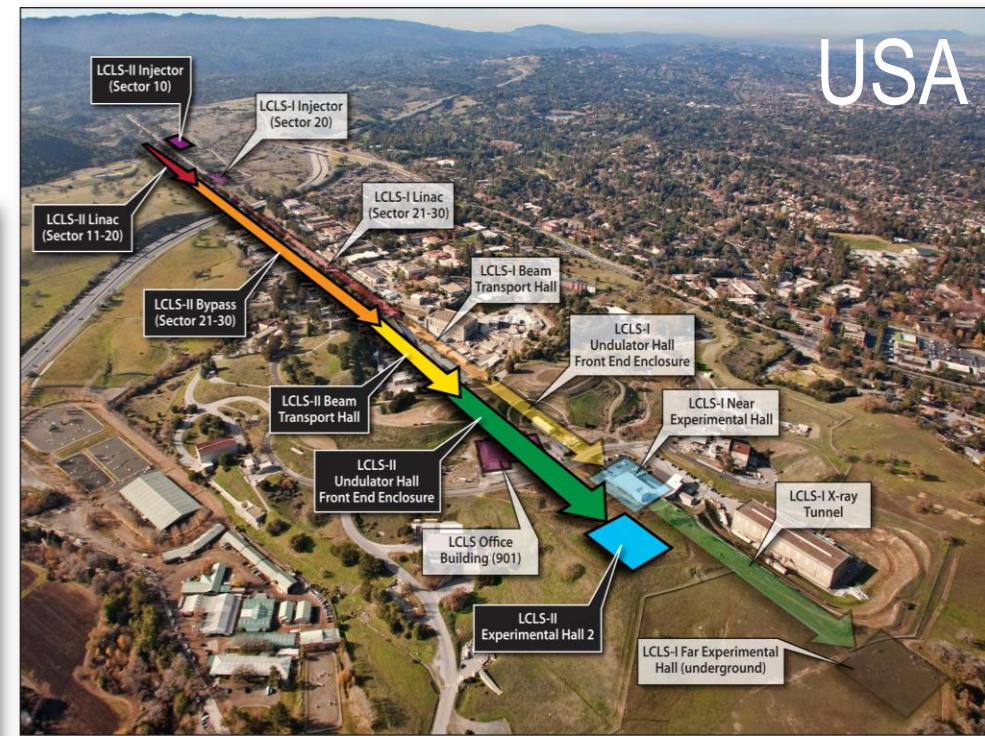 USA
LCLS-II Injector
(Sector 10)
LCLS-I Injector
(Sector 20)
LCLS-II Linac
(Sector 11-20)
LCLS-I Linac
(Sector 21-30)
LCLS-II Bypass
(Sector 21-30)
LCLS-I Beam
Transport Hall
LCLS-I
Undulator Hall
Front End Enclosure
LCLS-II Beam
Transport Hall
LCLS-I Near
Experimental Hall
LCLS-II
Undulator Hall
Front End Enclosure
LCLS-I X-ray
Tunnel
LCLS Office
Building (901)
LCLS-II
Experimental Hall 2
LCLS-I Far Experimental
Hall (underground)